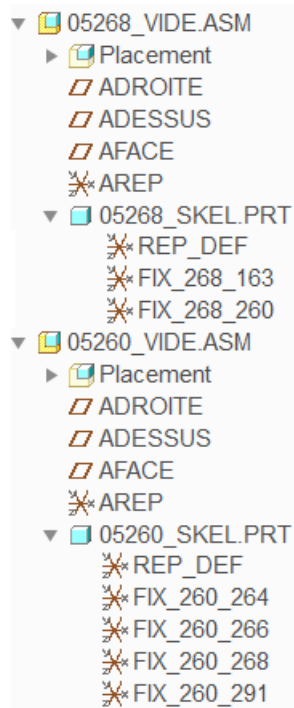 05268_VIDE.ASM
Placement
ADROITE
ADESSUS
AFACE
AREP
05268_SKEL.PRT
REP_DEF
FIX_268_163
FIX_268_260
05260_VIDE.ASM
Placement
ADROITE
ADESSUS
AFACE
AREP
05260_SKEL.PRT
REP_DEF
FIX_260_264
FIX_260_266
FIX_260_268
FIX_260_291